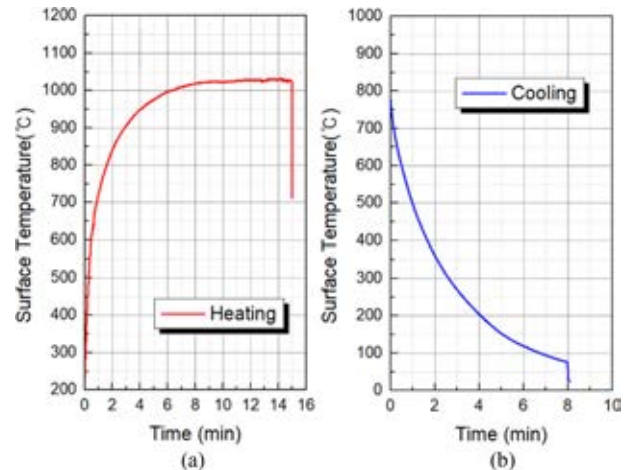 1200
1100
1000
900
800
700
600
500
400
300
200
Surface Temperature(℃)
Heating
0 2 4 6 8 10 12 14 16
Time (min)
(a)
1000
900
800
700
600
500
400
300
200
100
0
Surface Temperature(℃)
Cooling
0 2 4 6 8 10
Time (min)
(b)